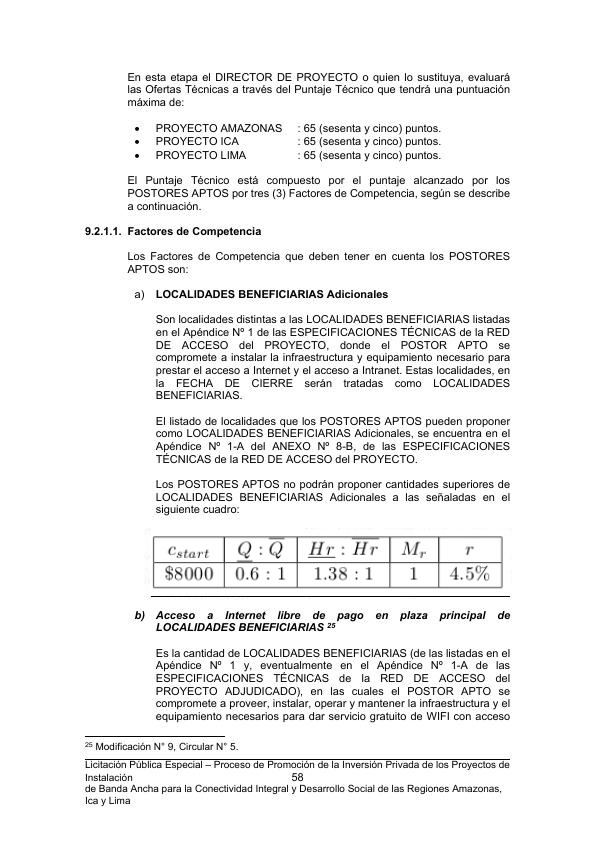 En esta etapa el DIRECTOR DE PROYECTO o quien lo sustituya, evaluará
las Ofertas Técnicas a través del Puntaje Técnico que tendrá una puntuación
máxima de:
• PROYECTO AMAZONAS : 65 (sesenta y cinco) puntos.
• PROYECTO ICA : 65 (sesenta y cinco) puntos.
• PROYECTO LIMA : 65 (sesenta y cinco) puntos.
El Puntaje Técnico está compuesto por el puntaje alcanzado por los
POSTORES APTOS por tres (3) Factores de Competencia, según se describe
a continuación.
9.2.1.1. Factores de Competencia
Los Factores de Competencia que deben tener en cuenta los POSTORES
APTOS son:
a) LOCALIDADES BENEFICIARIAS Adicionales
Son localidades distintas a las LOCALIDADES BENEFICIARIAS listadas
en el Apéndice Nº 1 de las ESPECIFICACIONES TÉCNICAS de la RED
DE ACCESO del PROYECTO, donde el POSTOR APTO se
compromete a instalar la infraestructura y equipamiento necesario para
prestar el acceso a Internet y el acceso a Intranet. Estas localidades, en
la FECHA DE CIERRE serán tratadas como LOCALIDADES
BENEFICIARIAS.
El listado de localidades que los POSTORES APTOS pueden proponer
como LOCALIDADES BENEFICIARIAS Adicionales, se encuentra en el
Apéndice Nº 1-A del ANEXO Nº 8-B, de las ESPECIFICACIONES
TÉCNICAS de la RED DE ACCESO del PROYECTO.
Los POSTORES APTOS no podrán proponer cantidades superiores de
LOCALIDADES BENEFICIARIAS Adicionales a las señaladas en el
siguiente cuadro:
c_start Q̲ : Q̅ H̲r̲ : H̅r̅ M_r r
$8000 0.6 : 1 1.38 : 1 1 4.5%
b) Acceso a Internet libre de pago en plaza principal de
LOCALIDADES BENEFICIARIAS ²⁵
Es la cantidad de LOCALIDADES BENEFICIARIAS (de las listadas en el
Apéndice Nº 1 y, eventualmente en el Apéndice Nº 1-A de las
ESPECIFICACIONES TÉCNICAS de la RED DE ACCESO del
PROYECTO ADJUDICADO), en las cuales el POSTOR APTO se
compromete a proveer, instalar, operar y mantener la infraestructura y el
equipamiento necesarios para dar servicio gratuito de WIFI con acceso
²⁵ Modificación N° 9, Circular N° 5.
Licitación Pública Especial – Proceso de Promoción de la Inversión Privada de los Proyectos de
Instalación 58
de Banda Ancha para la Conectividad Integral y Desarrollo Social de las Regiones Amazonas,
Ica y Lima